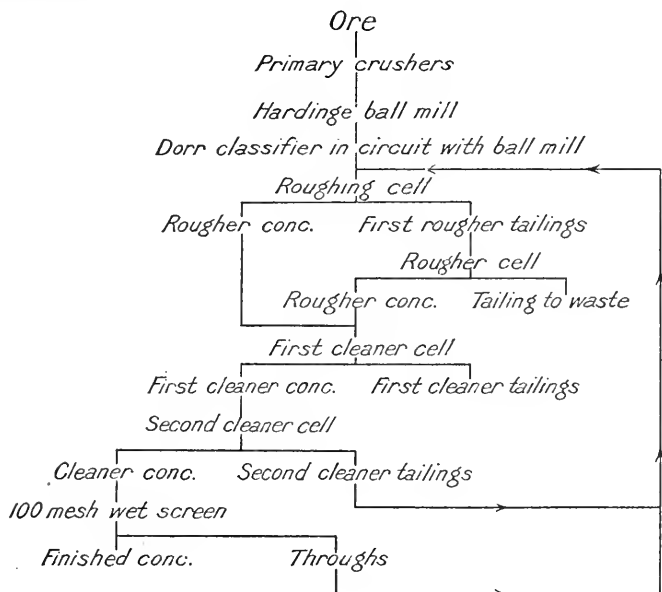 Ore
Primary crushers
Hardinge ball mill
Dorr classifier in circuit with ball mill
Roughing cell
Rougher conc. First rougher tailings
Rougher cell
Rougher conc. Tailing to waste
First cleaner cell
First cleaner conc. First cleaner tailings
Second cleaner cell
Cleaner conc. Second cleaner tailings
100 mesh wet screen
Finished conc. Throughs